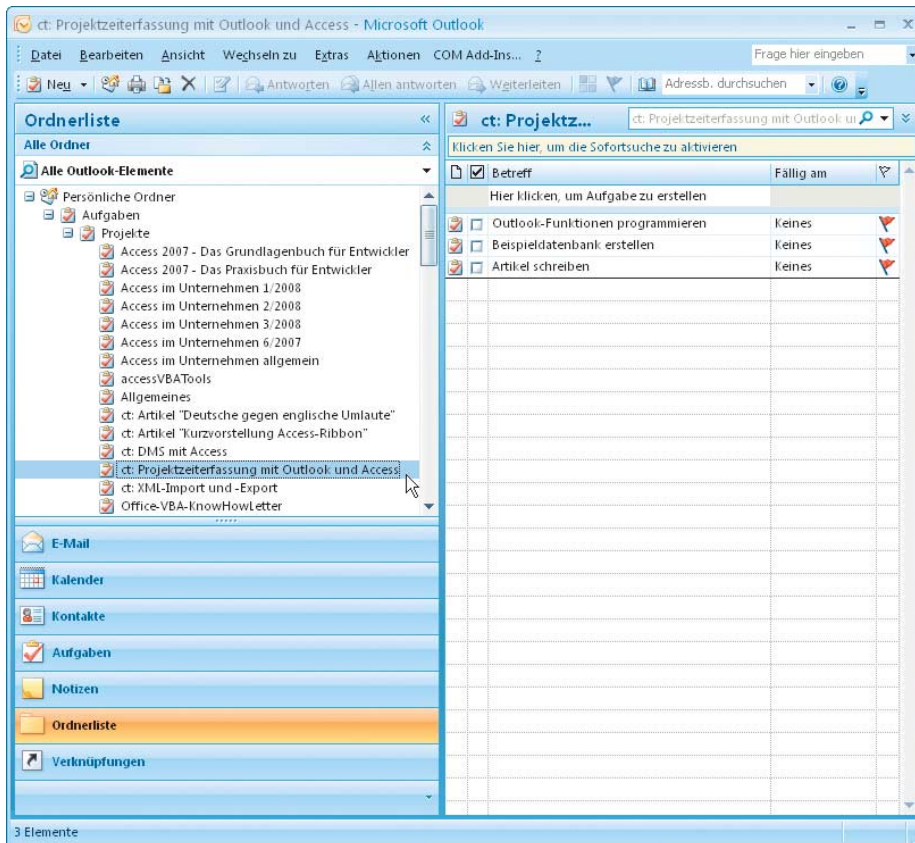 ct: Projektzeiterfassung mit Outlook und Access - Microsoft Outlook
Datei Bearbeiten Ansicht Wechseln zu Extras Aktionen COM Add-Ins... ? Frage hier eingeben
Neu Antworten Allen antworten Weiterleiten Adressb. durchsuchen
Ordnerliste
Alle Ordner
Alle Outlook-Elemente
Persönliche Ordner
Aufgaben
Projekte
Access 2007 - Das Grundlagenbuch für Entwickler
Access 2007 - Das Praxisbuch für Entwickler
Access im Unternehmen 1/2008
Access im Unternehmen 2/2008
Access im Unternehmen 3/2008
Access im Unternehmen 6/2007
Access im Unternehmen allgemein
accessVBATools
Allgemeines
ct: Artikel "Deutsche gegen englische Umlaute"
ct: Artikel "Kurzvorstellung Access-Ribbon"
ct: DMS mit Access
ct: Projektzeiterfassung mit Outlook und Access
ct: XML-Import und -Export
Office-VBA-KnowHowLetter
E-Mail
Kalender
Kontakte
Aufgaben
Notizen
Ordnerliste
Verknüpfungen
ct: Projektz... ct: Projektzeiterfassung mit Outlook u
Klicken Sie hier, um die Sofortsuche zu aktivieren
Betreff Fällig am
Hier klicken, um Aufgabe zu erstellen
Outlook-Funktionen programmieren Keines
Beispieldatenbank erstellen Keines
Artikel schreiben Keines
3 Elemente